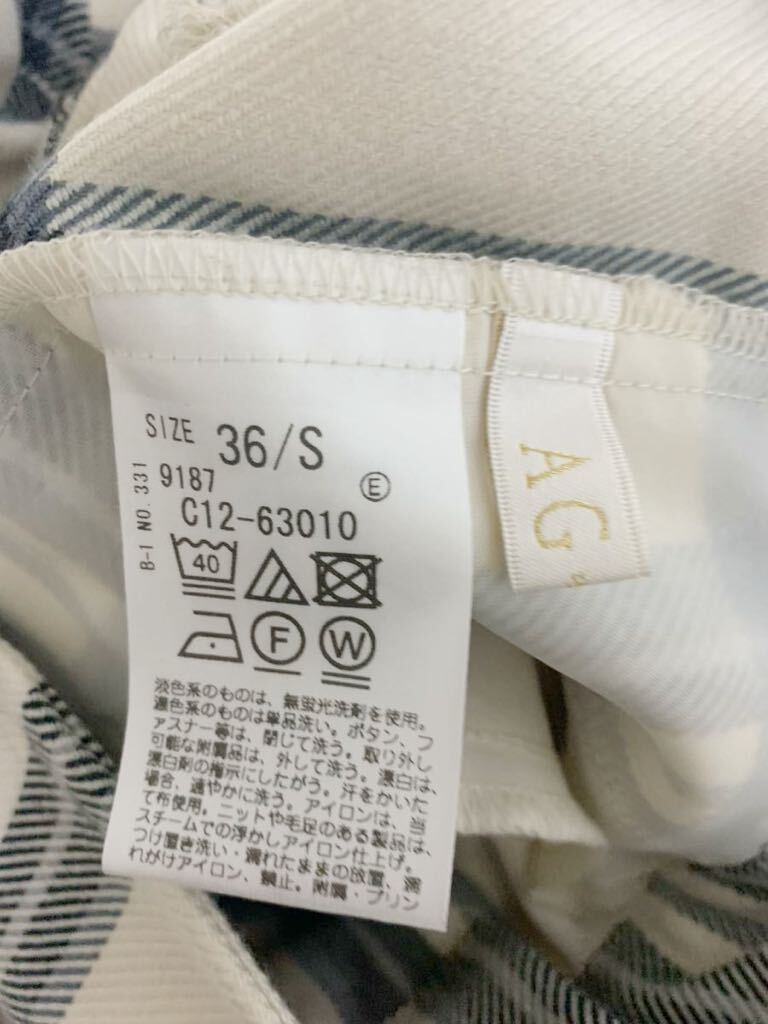 SIZE 36/S
B-1 NO. 331
9187
E
C12-63010
40
F W
淡色系のものは、無蛍光洗剤を使用。
濃色系のものは単品洗い。ボタン、フ
ァスナー等は、閉じて洗う。取り外し
可能な附属品は、外して洗う。漂白は、
漂白剤の指示にしたがう。汗をかいた
場合、速やかに洗う。アイロンは、当
て布使用。ニットや毛足のある製品は、
スチームでの浮かしアイロン仕上げ。
つけ置き洗い・濡れたままの放置、濡
れがけアイロン、禁止。附属・プリン
AG